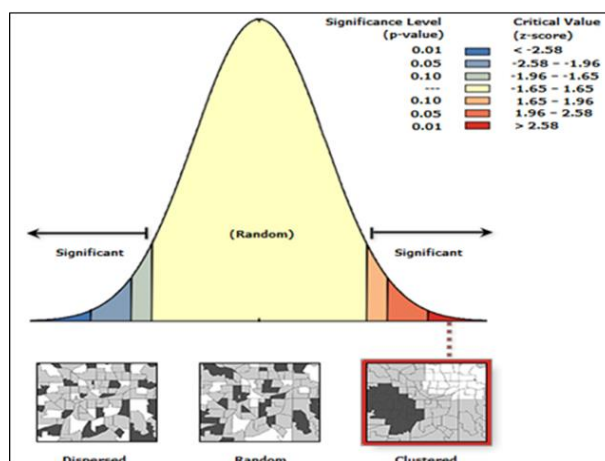 Significance Level Critical Value
(p-value) (z-score)
0.01 < -2.58
0.05 -2.58 – -1.96
0.10 -1.96 – -1.65
--- -1.65 – 1.65
0.10 1.65 – 1.96
0.05 1.96 – 2.58
0.01 > 2.58
(Random)
Significant Significant
Dispersed Random Clustered